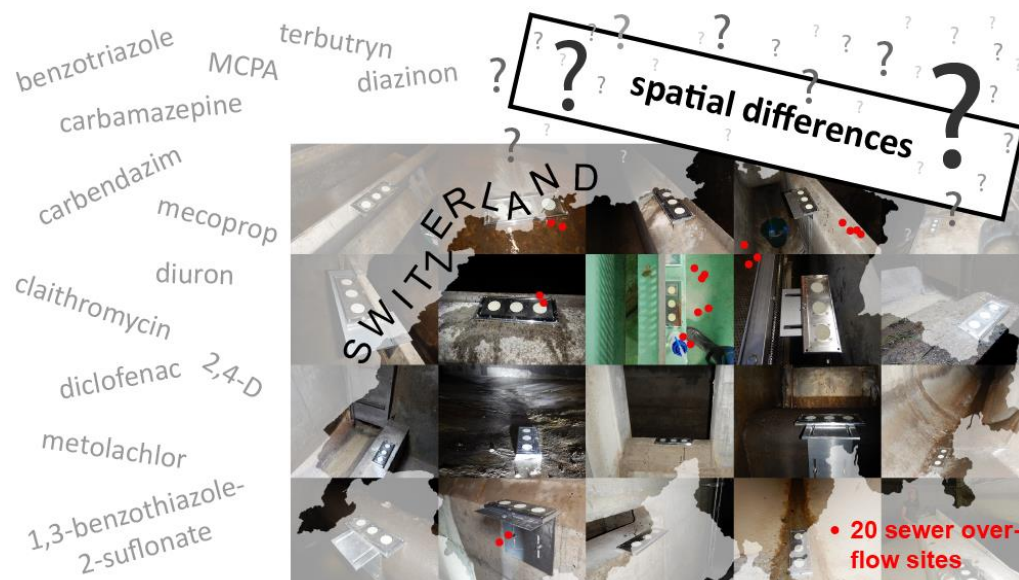 benzotriazole
terbutryn
MCPA
diazinon
carbamazepine
carbendazim
mecoprop
diuron
claithromycin
diclofenac
2,4-D
metolachlor
1,3-benzothiazole-
2-suflonate
? spatial differences ?
SWITZERLAND
• 20 sewer over-
flow sites